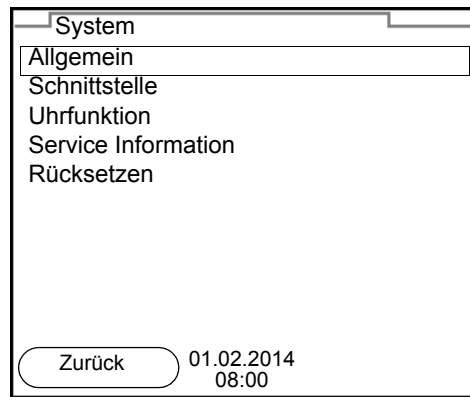 System
Allgemein
Schnittstelle
Uhrfunktion
Service Information
Rücksetzen
Zurück
01.02.2014
08:00